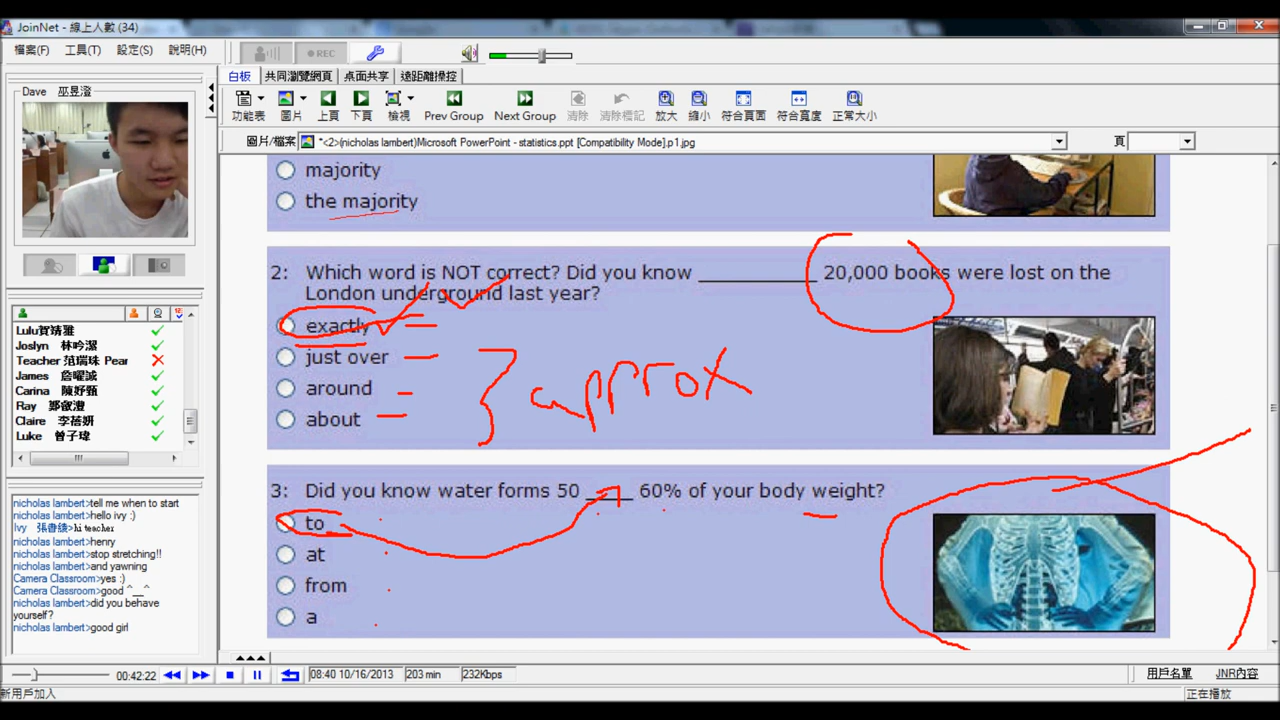 JoinNet - 線上人數 (34)
檔案(F) 工具(T) 設定(S) 說明(H)
REC
白板 共同瀏覽網頁 桌面共享 遠距離操控
Dave 巫昱澄
功能表 圖片 上頁 下頁 檢視 Prev Group Next Group 清除 清除標記 放大 縮小 符合頁面 符合寬度 正常大小
圖片/檔案 *<2>(nicholas lambert)Microsoft PowerPoint - statistics.ppt [Compatibility Mode].p1.jpg 頁
majority
the majority
2: Which word is NOT correct? Did you know __________ 20,000 books were lost on the
London underground last year?
exactly
just over
around
about
approx
3: Did you know water forms 50 ____ 60% of your body weight?
to
at
from
a
Lulu賀婧雅
Joslyn 林吟潔
Teacher 范瑞珠 Pear
James 詹曜誠
Carina 陳妤甄
Ray 鄭叡澧
Claire 李蓓妍
Luke 曾子瑋
nicholas lambert>tell me when to start
nicholas lambert>hello ivy :)
nicholas lambert>henry
nicholas lambert>stop stretching!!
nicholas lambert>and yawning
Camera Classroom>yes :)
Camera Classroom>good ^__^
nicholas lambert>did you behave
yourself?
nicholas lambert>good girl
00:42:22 08:40 10/16/2013 203 min 232Kbps 用戶名單 JNR內容
新用戶加入 正在播放